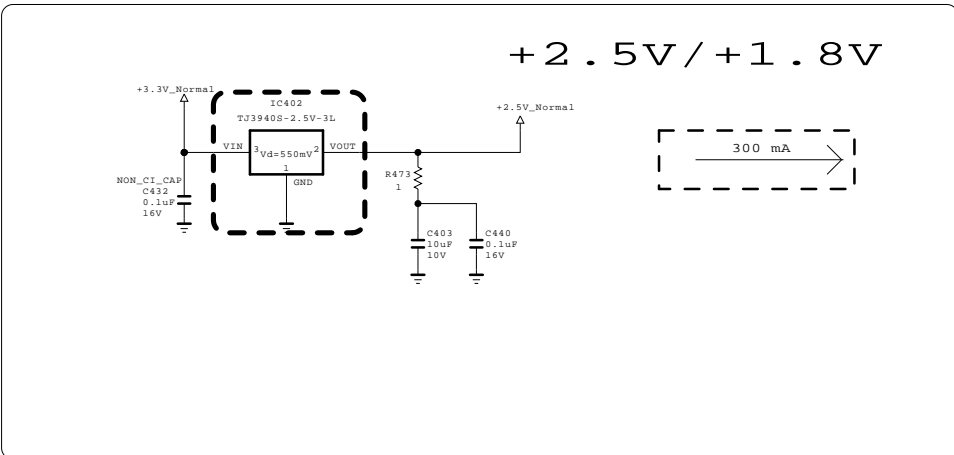 +2.5V/+1.8V
+3.3V_Normal
IC402
TJ3940S-2.5V-3L
+2.5V_Normal
VIN
3
Vd=550mV
2
VOUT
1
GND
300 mA
R473
1
NON_CI_CAP
C432
0.1uF
16V
C403
10uF
10V
C440
0.1uF
16V